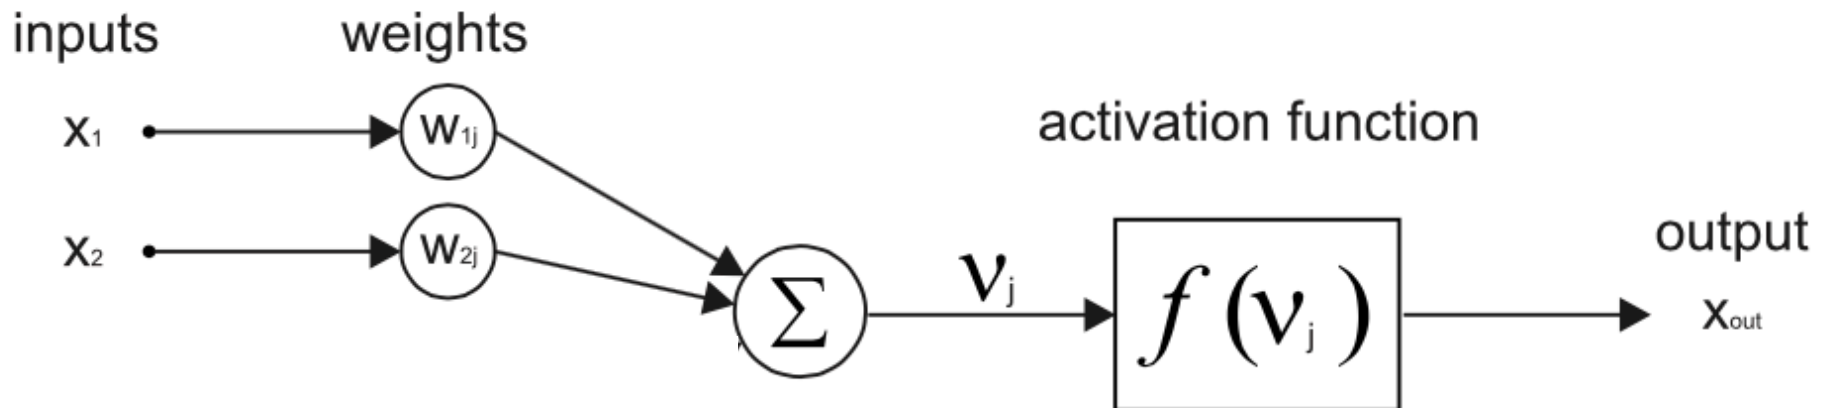 inputs
weights
x1
w1j
activation function
x2
w2j
output
Σ
νj
f(νj)
xout